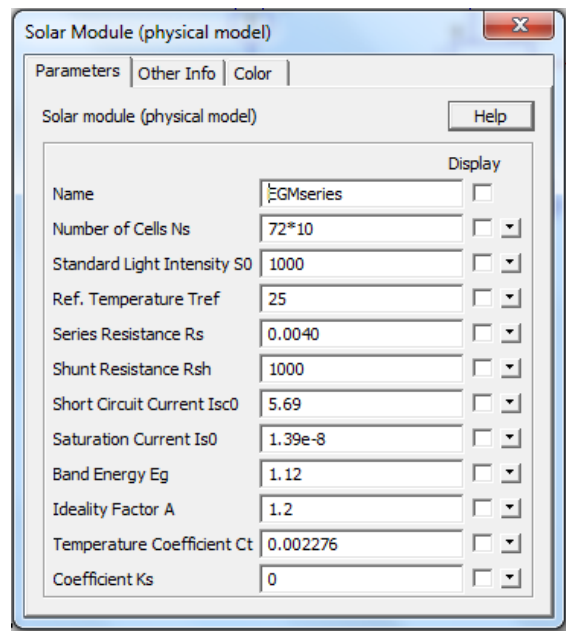 Solar Module (physical model)
Parameters Other Info Color
Solar module (physical model) Help
Display
Name EGMseries
Number of Cells Ns 72*10
Standard Light Intensity S0 1000
Ref. Temperature Tref 25
Series Resistance Rs 0.0040
Shunt Resistance Rsh 1000
Short Circuit Current Isc0 5.69
Saturation Current Is0 1.39e-8
Band Energy Eg 1.12
Ideality Factor A 1.2
Temperature Coefficient Ct 0.002276
Coefficient Ks 0